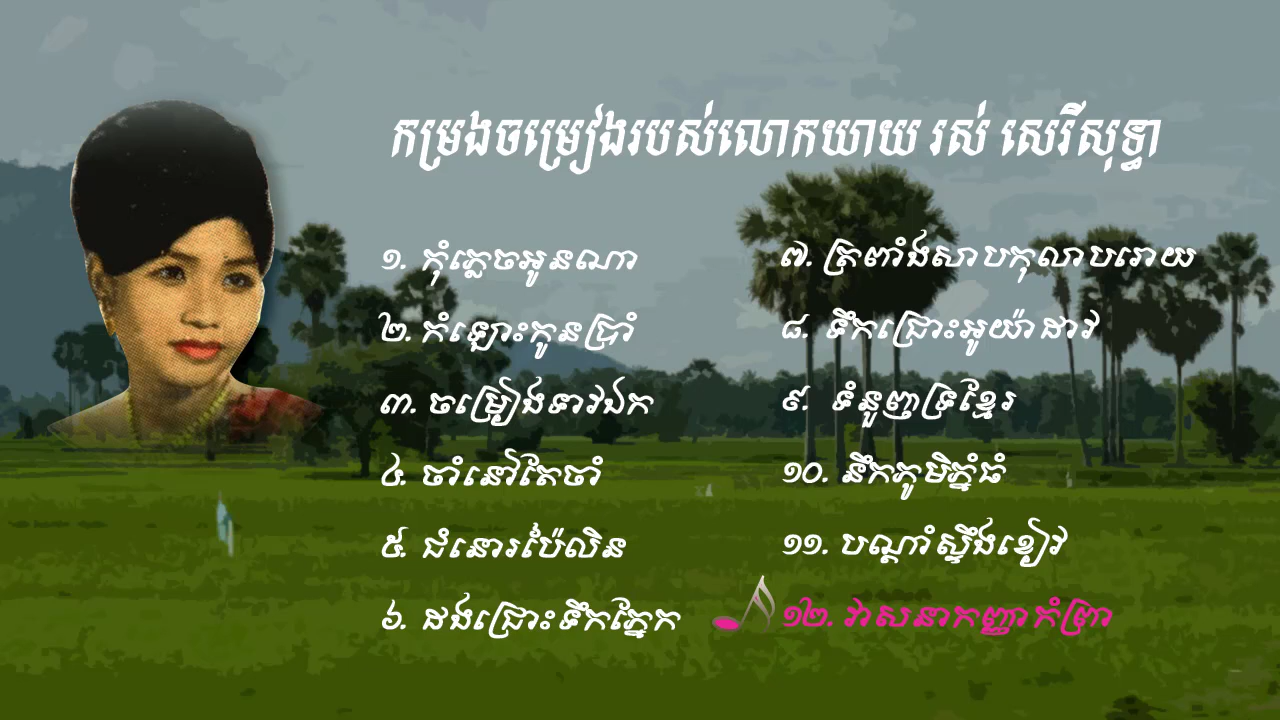 កម្រងចម្រៀងរបស់លោកយាយ រស់ សេរីសុទ្ធា
១. កុំភ្លេចអូនណា
២. កំឡោះកូនប្រាំ
៣. ចម្រៀងទាវឯក
៤. ចាំនៅតែចាំ
៥. ជំនោរប៉ៃលិន
៦. ដងជ្រោះទឹកភ្នែក
៧. ត្រពាំងសាបកុលាបរោយ
៨. ទឹកជ្រោះអូយ៉ាដាវ
៩. ទំនួញទ្រខ្មែរ
១០. នឹកភូមិភ្នំធំ
១១. បណ្ដាំស្ទឹងខៀវ
១២. វាសនាកញ្ញាកំព្រា